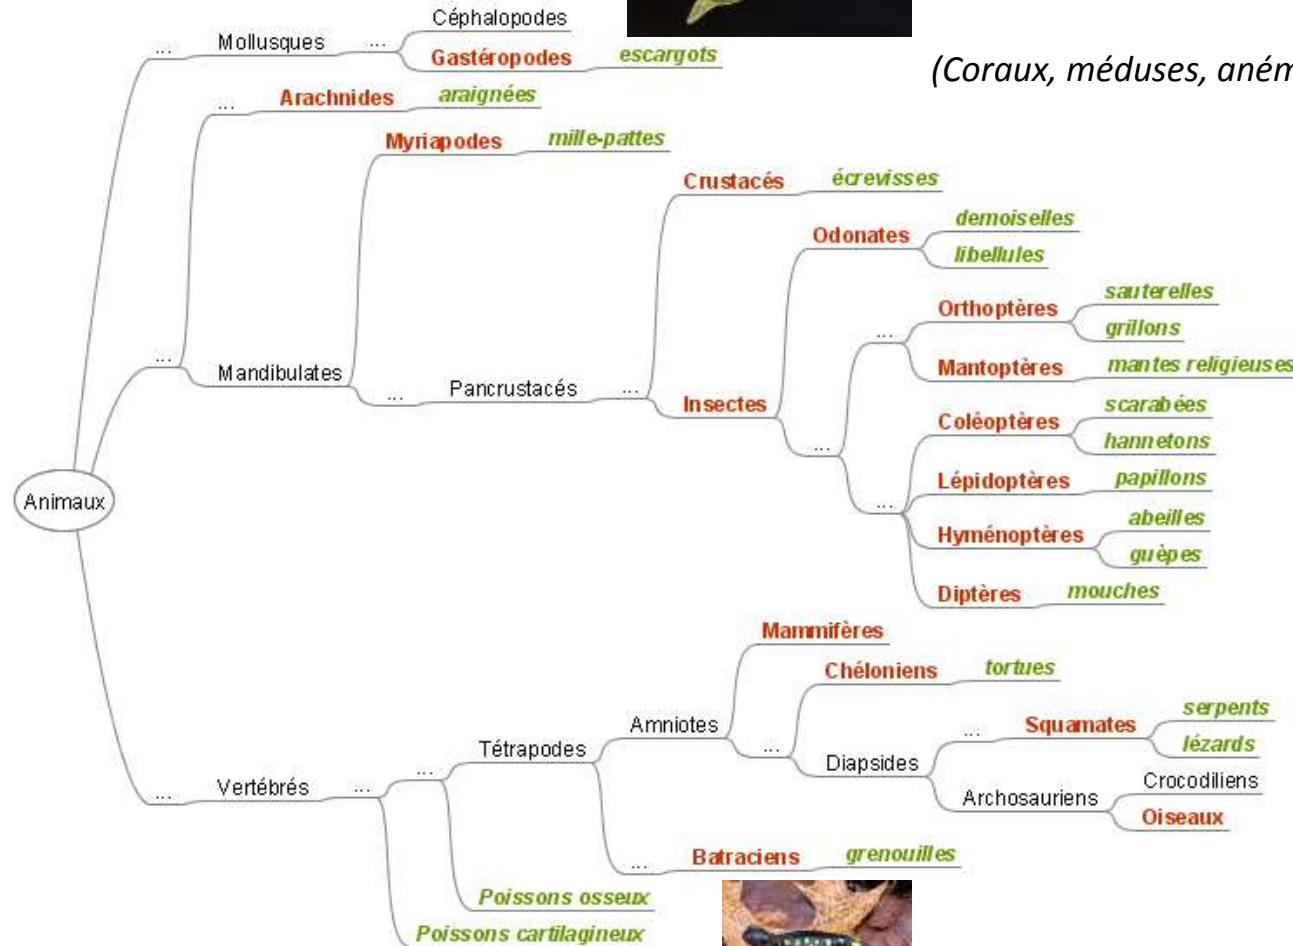 Céphalopodes
... Mollusques ...
Gastéropodes escargots
(Coraux, méduses, aném
... Arachnides araignées
Myriapodes mille-pattes
Crustacés écrevisses
demoiselles
Odonates
libellules
sauterelles
Orthoptères
... grillons
... Mandibulates
Mantoptères mantes religieuses
... Pancrustacés ... Insectes
scarabées
Coléoptères
... hannetons
Lépidoptères papillons
Animaux
...
abeilles
Hyménoptères
guêpes
Diptères mouches
Mammifères
Chéloniens tortues
Amniotes
serpents
... Squamates
Tétrapodes
... lézards
...
Diapsides
Vertébrés
... ...
Crocodiliens
Archosauriens
Oiseaux
... Batraciens grenouilles
Poissons osseux
Poissons cartilagineux